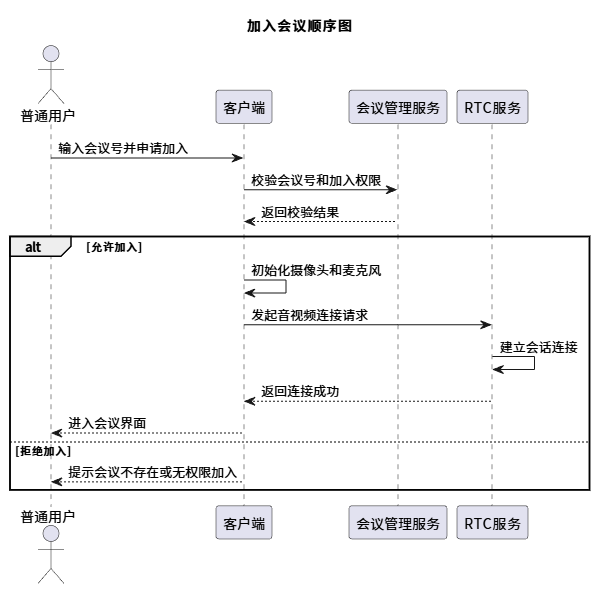 加入会议顺序图
普通用户
客户端
会议管理服务
RTC服务
输入会议号并申请加入
校验会议号和加入权限
返回校验结果
alt [允许加入]
初始化摄像头和麦克风
发起音视频连接请求
建立会话连接
返回连接成功
进入会议界面
[拒绝加入]
提示会议不存在或无权限加入
普通用户
客户端
会议管理服务
RTC服务